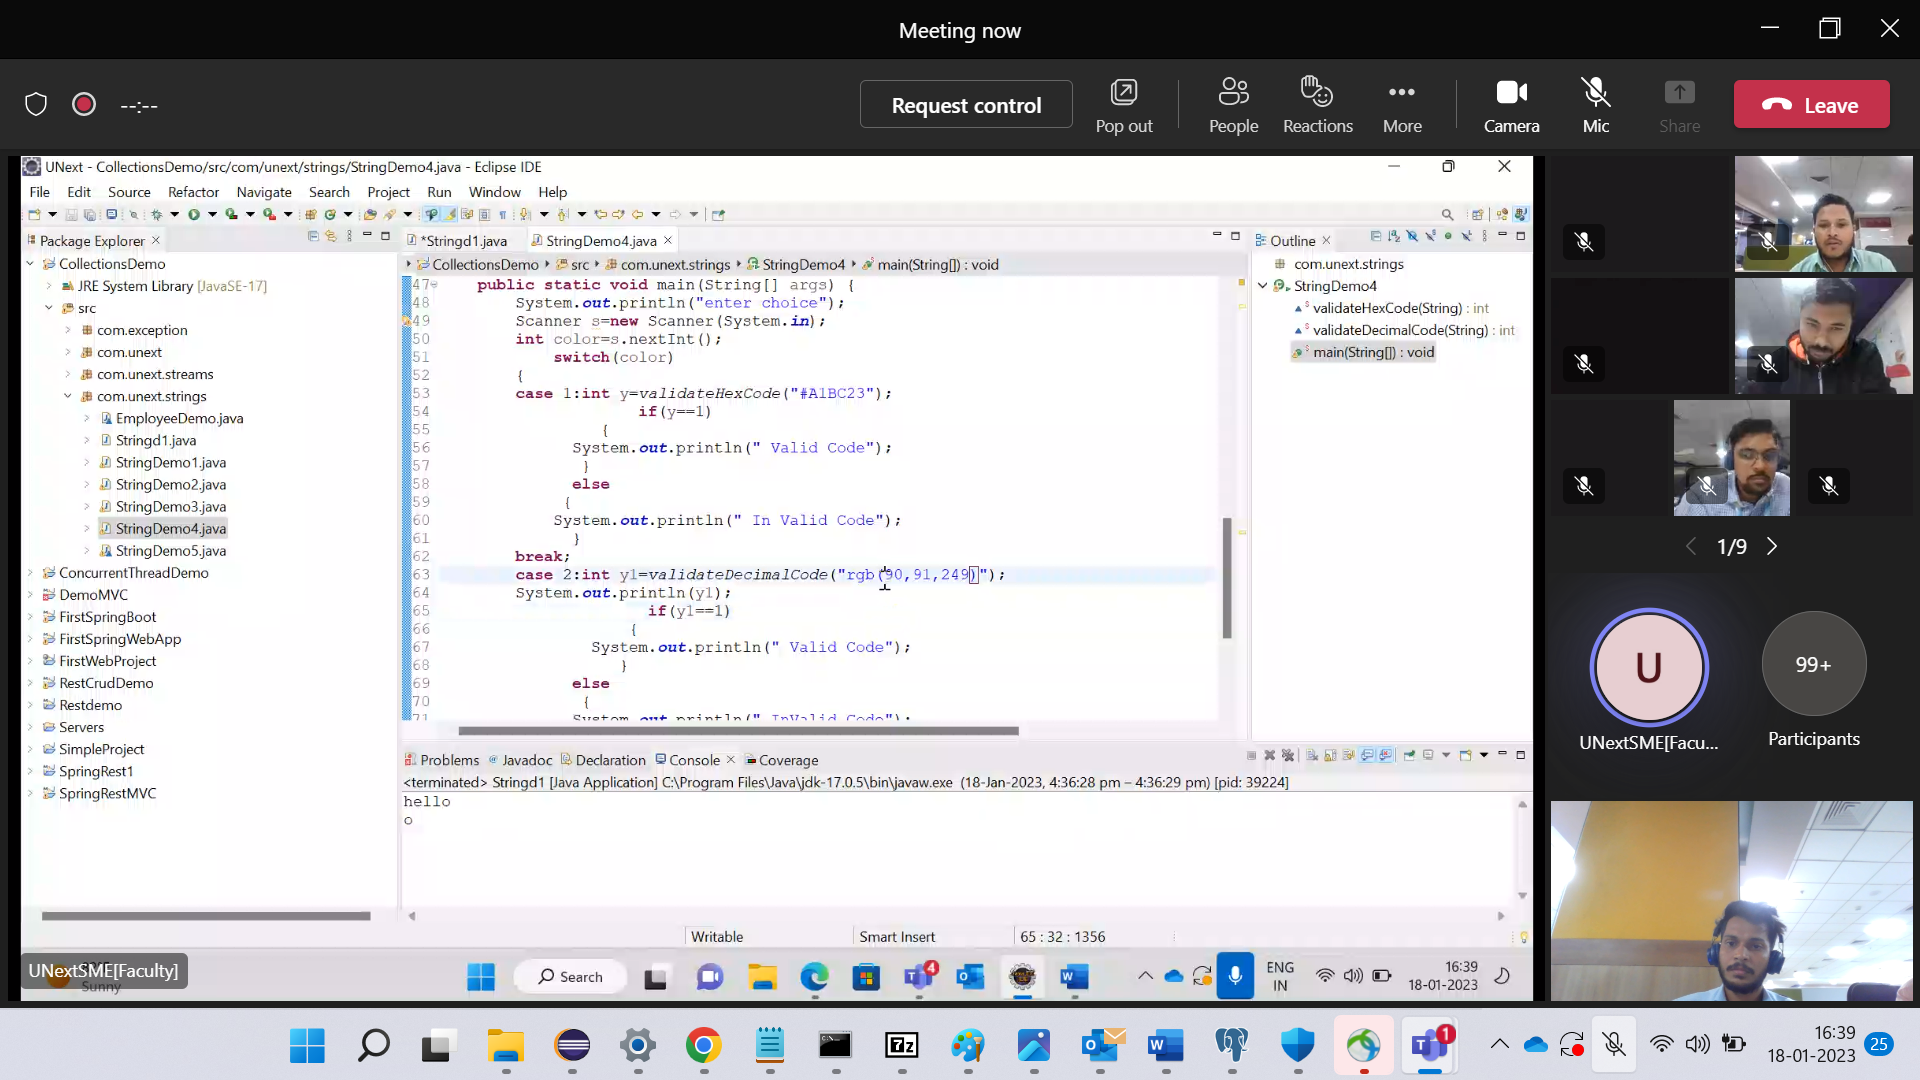 Meeting now
--:--
Request control
Pop out
People
Reactions
More
Camera
Mic
Share
Leave
UNext - CollectionsDemo/src/com/unext/strings/StringDemo4.java - Eclipse IDE
File Edit Source Refactor Navigate Search Project Run Window Help
Package Explorer
CollectionsDemo
JRE System Library [JavaSE-17]
src
com.exception
com.unext
com.unext.streams
com.unext.strings
EmployeeDemo.java
Stringd1.java
StringDemo1.java
StringDemo2.java
StringDemo3.java
StringDemo4.java
StringDemo5.java
ConcurrentThreadDemo
DemoMVC
FirstSpringBoot
FirstSpringWebApp
FirstWebProject
RestCrudDemo
Restdemo
Servers
SimpleProject
SpringRest1
SpringRestMVC
*Stringd1.java
StringDemo4.java
CollectionsDemo src com.unext.strings StringDemo4 main(String[]) : void
47 public static void main(String[] args) {
48 System.out.println("enter choice");
49 Scanner s=new Scanner(System.in);
50 int color=s.nextInt();
51 switch(color)
52 {
53 case 1:int y=validateHexCode("#A1BC23");
54 if(y==1)
55 {
56 System.out.println(" Valid Code");
57 }
58 else
59 {
60 System.out.println(" In Valid Code");
61 }
62 break;
63 case 2:int y1=validateDecimalCode("rgb(90,91,249)");
64 System.out.println(y1);
65 if(y1==1)
66 {
67 System.out.println(" Valid Code");
68 }
69 else
70 {
71 System.out.println(" InValid Code");
Outline
com.unext.strings
StringDemo4
validateHexCode(String) : int
validateDecimalCode(String) : int
main(String[]) : void
Problems Javadoc Declaration Console Coverage
<terminated> Stringd1 [Java Application] C:\Program Files\Java\jdk-17.0.5\bin\javaw.exe (18-Jan-2023, 4:36:28 pm – 4:36:29 pm) [pid: 39224]
hello
o
Writable
Smart Insert
65 : 32 : 1356
UNextSME[Faculty]
Sunny
Search
4
ENG
IN
16:39
18-01-2023
1/9
U
UNextSME[Facu...
99+
Participants
7z
1
16:39
18-01-2023
25